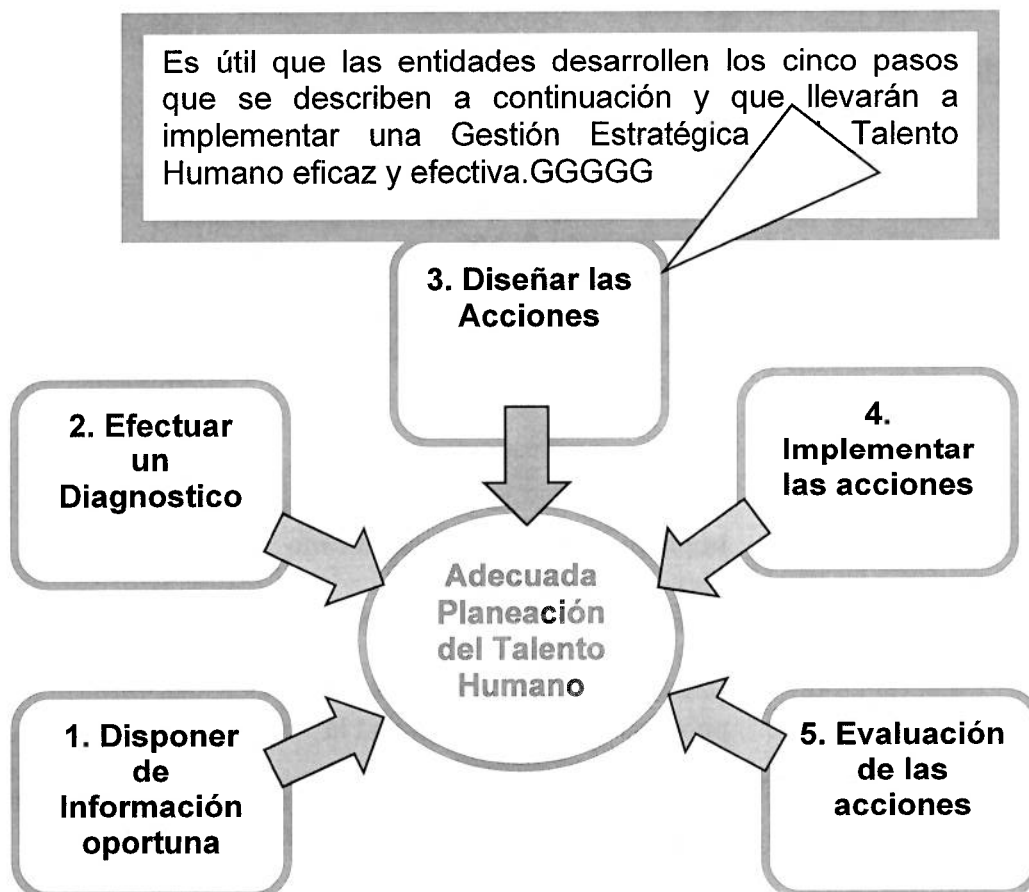 Es útil que las entidades desarrollen los cinco pasos
que se describen a continuación y que llevarán a
implementar una Gestión Estratégica Talento
Humano eficaz y efectiva.GGGGG
3. Diseñar las
Acciones
2. Efectuar
un
Diagnostico
4.
Implementar
las acciones
Adecuada
Planeación
del Talento
Humano
1. Disponer
de
Información
oportuna
5. Evaluación
de las
acciones